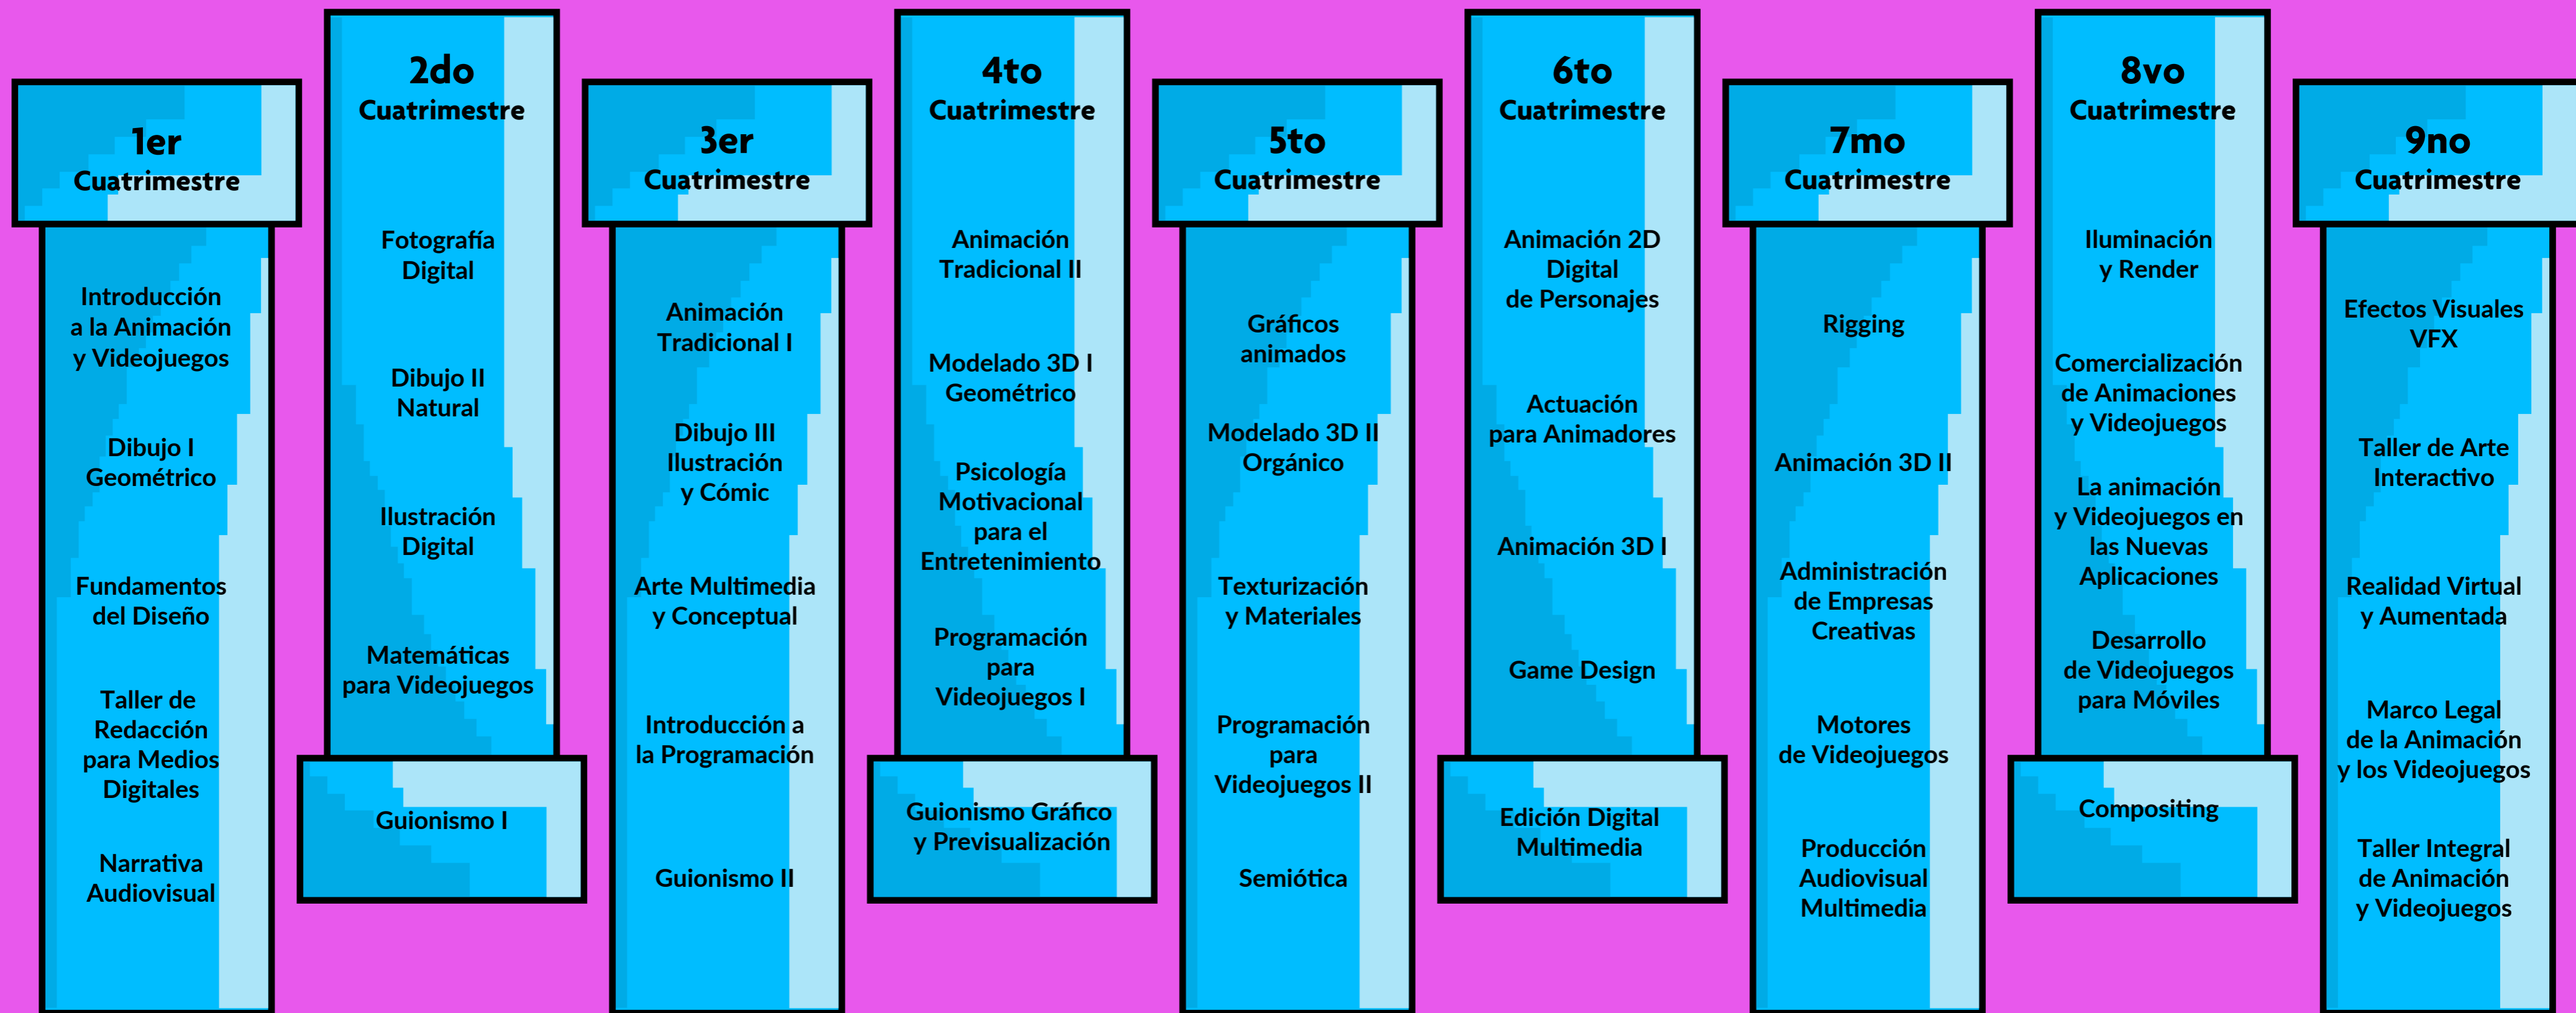 1er
Cuatrimestre
Introducción
a la Animación
y Videojuegos
Dibujo I
Geométrico
Fundamentos
del Diseño
Taller de
Redacción
para Medios
Digitales
Narrativa
Audiovisual
2do
Cuatrimestre
Fotografía
Digital
Dibujo II
Natural
Ilustración
Digital
Matemáticas
para Videojuegos
Guionismo I
3er
Cuatrimestre
Animación
Tradicional I
Dibujo III
Ilustración
y Cómic
Arte Multimedia
y Conceptual
Introducción a
la Programación
Guionismo II
4to
Cuatrimestre
Animación
Tradicional II
Modelado 3D I
Geométrico
Psicología
Motivacional
para el
Entretenimiento
Programación
para
Videojuegos I
Guionismo Gráfico
y Previsualización
5to
Cuatrimestre
Gráficos
animados
Modelado 3D II
Orgánico
Texturización
y Materiales
Programación
para
Videojuegos II
Semiótica
6to
Cuatrimestre
Animación 2D
Digital
de Personajes
Actuación
para Animadores
Animación 3D I
Game Design
Edición Digital
Multimedia
7mo
Cuatrimestre
Rigging
Animación 3D II
Administración
de Empresas
Creativas
Motores
de Videojuegos
Producción
Audiovisual
Multimedia
8vo
Cuatrimestre
Iluminación
y Render
Comercialización
de Animaciones
y Videojuegos
La animación
y Videojuegos en
las Nuevas
Aplicaciones
Desarrollo
de Videojuegos
para Móviles
Compositing
9no
Cuatrimestre
Efectos Visuales
VFX
Taller de Arte
Interactivo
Realidad Virtual
y Aumentada
Marco Legal
de la Animación
y los Videojuegos
Taller Integral
de Animación
y Videojuegos